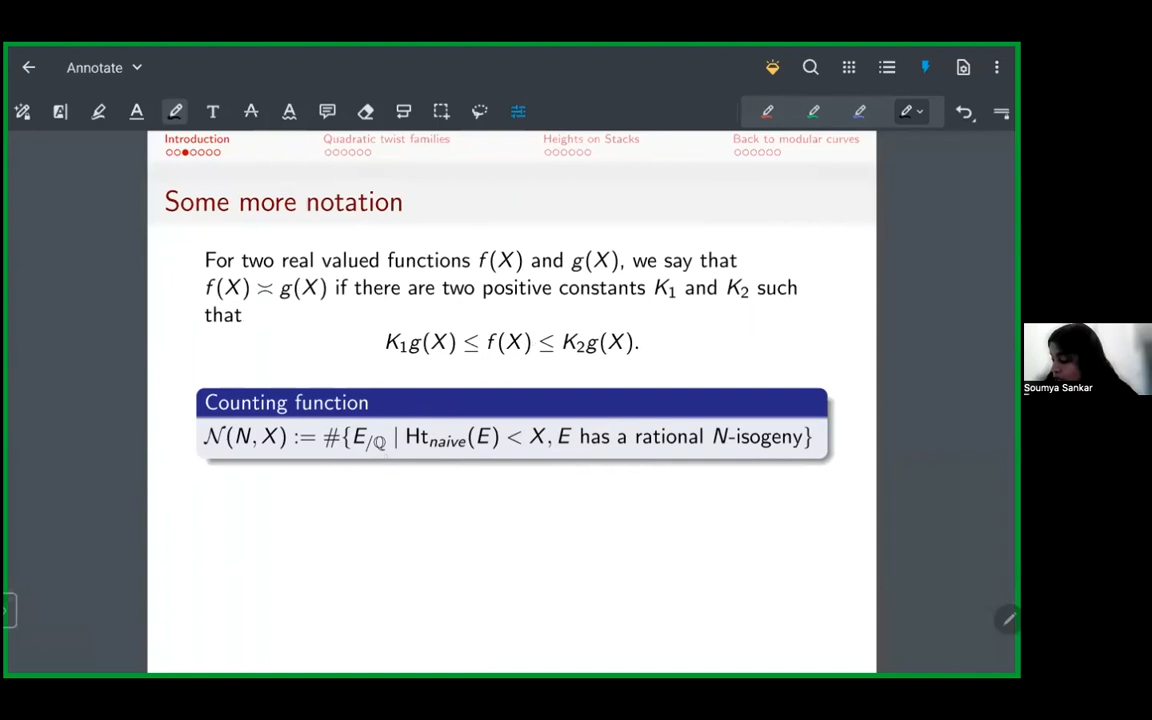 Annotate
Introduction
Quadratic twist families
Heights on Stacks
Back to modular curves
Some more notation
For two real valued functions f(X) and g(X), we say that
f(X) ≍ g(X) if there are two positive constants K₁ and K₂ such
that
K₁g(X) ≤ f(X) ≤ K₂g(X).
Counting function
𝒩(N, X) := #{E/ℚ | Ht_naive(E) < X, E has a rational N-isogeny}
Soumya Sankar